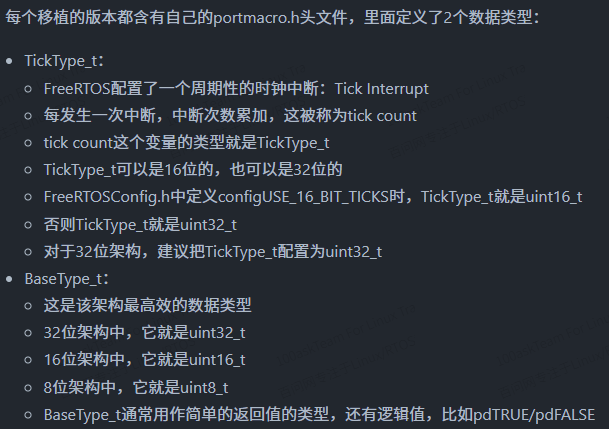 每个移植的版本都含有自己的portmacro.h头文件，里面定义了2个数据类型：
TickType_t：
FreeRTOS配置了一个周期性的时钟中断：Tick Interrupt
每发生一次中断，中断次数累加，这被称为tick count
tick count这个变量的类型就是TickType_t
TickType_t可以是16位的，也可以是32位的
FreeRTOSConfig.h中定义configUSE_16_BIT_TICKS时，TickType_t就是uint16_t
否则TickType_t就是uint32_t
对于32位架构，建议把TickType_t配置为uint32_t
BaseType_t：
这是该架构最高效的数据类型
32位架构中，它就是uint32_t
16位架构中，它就是uint16_t
8位架构中，它就是uint8_t
BaseType_t通常用作简单的返回值的类型，还有逻辑值，比如pdTRUE/pdFALSE